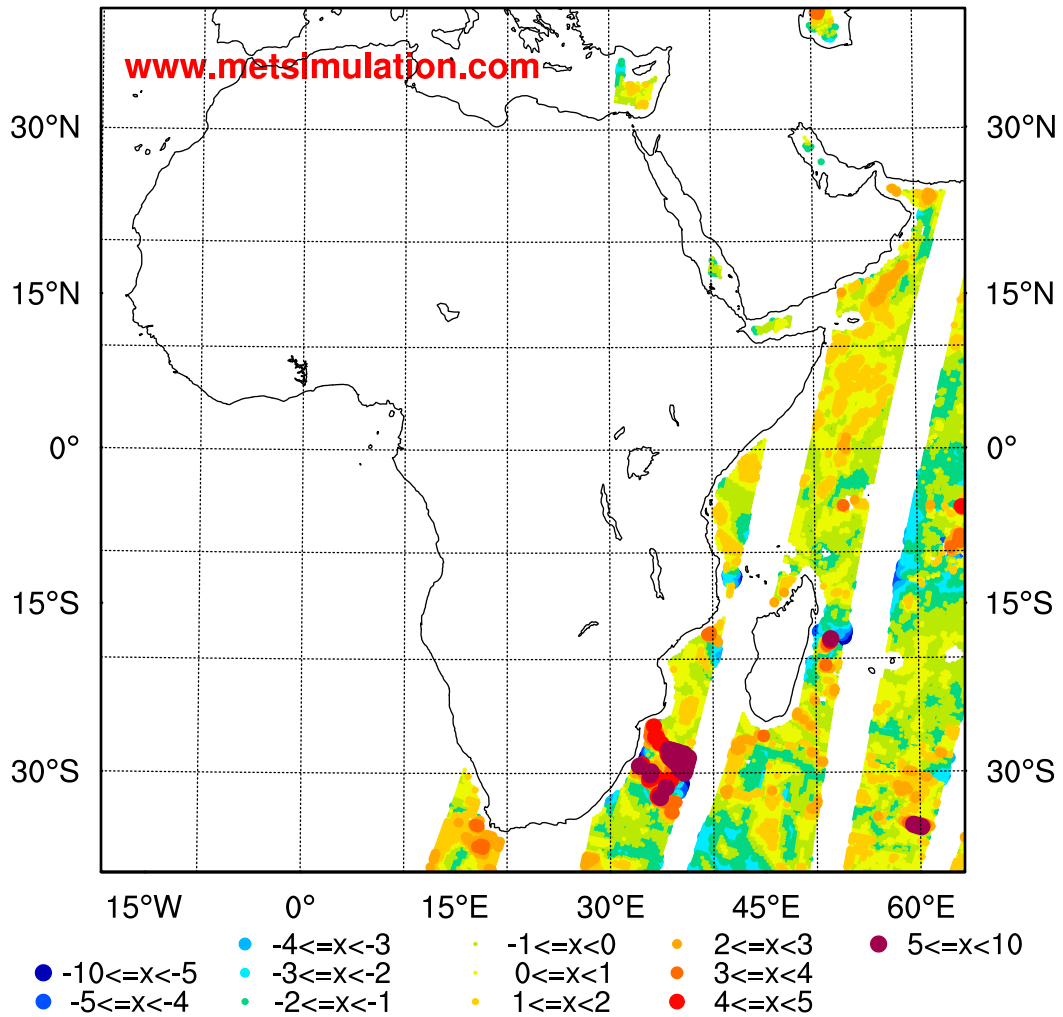 www.metsimulation.com
30°N 30°N
15°N 15°N
0° 0°
15°S 15°S
30°S 30°S
15°W 0° 15°E 30°E 45°E 60°E
-4<=x<-3 -1<=x<0 2<=x<3 5<=x<10
-10<=x<-5 -3<=x<-2 0<=x<1 3<=x<4
-5<=x<-4 -2<=x<-1 1<=x<2 4<=x<5